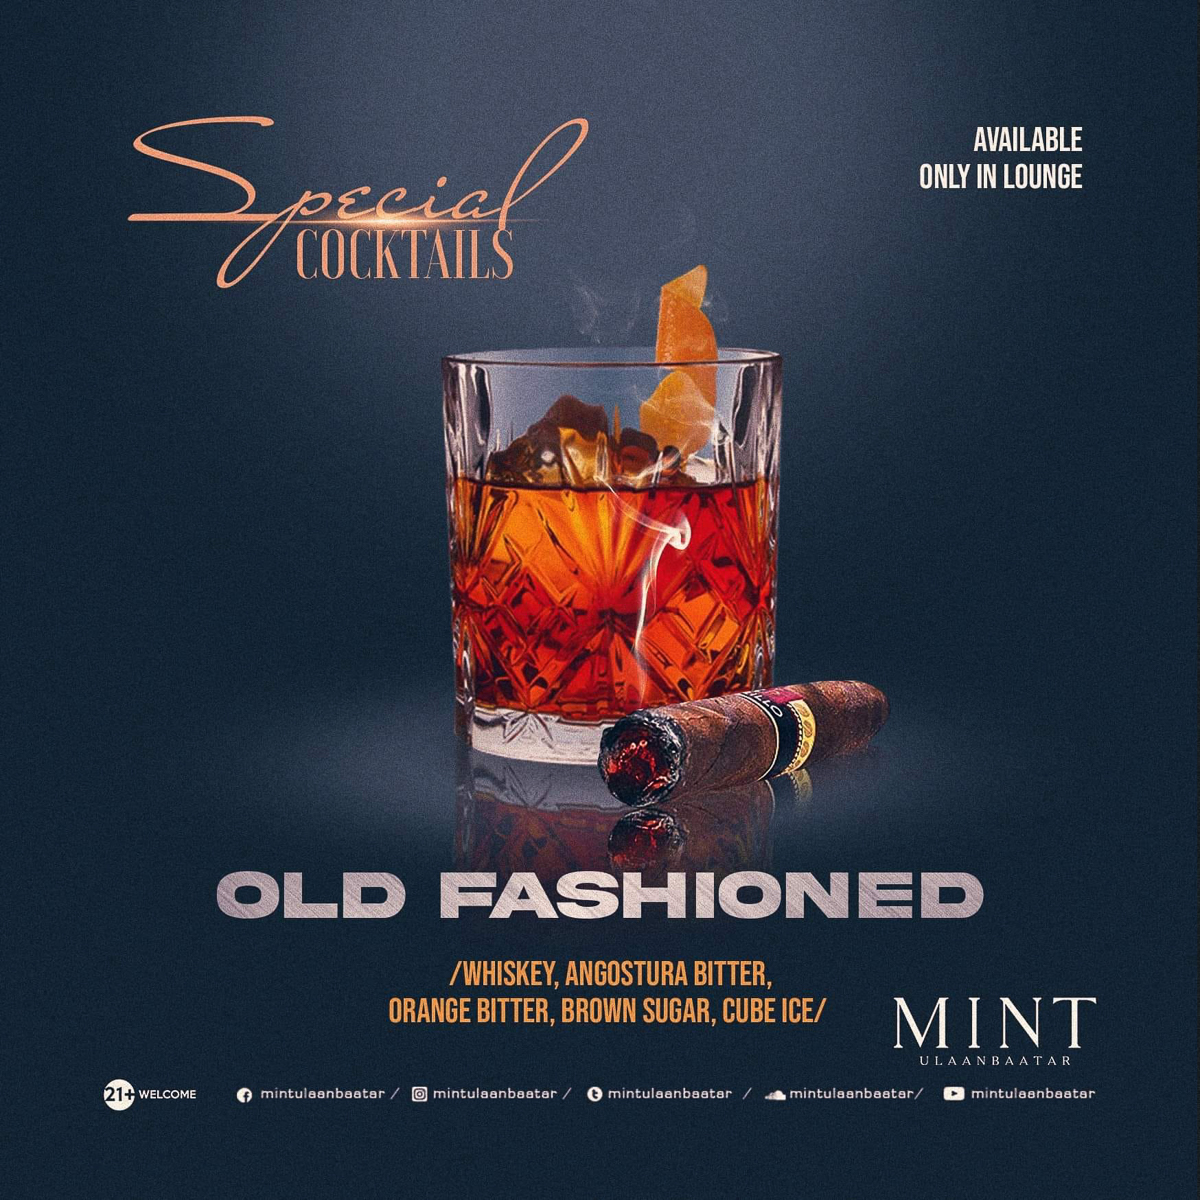 Special
COCKTAILS
AVAILABLE
ONLY IN LOUNGE
OLD FASHIONED
/WHISKEY, ANGOSTURA BITTER,
ORANGE BITTER, BROWN SUGAR, CUBE ICE/
MINT
ULAANBAATAR
21+ WELCOME mintulaanbaatar / mintulaanbaatar / mintulaanbaatar / mintulaanbaatar / mintulaanbaatar